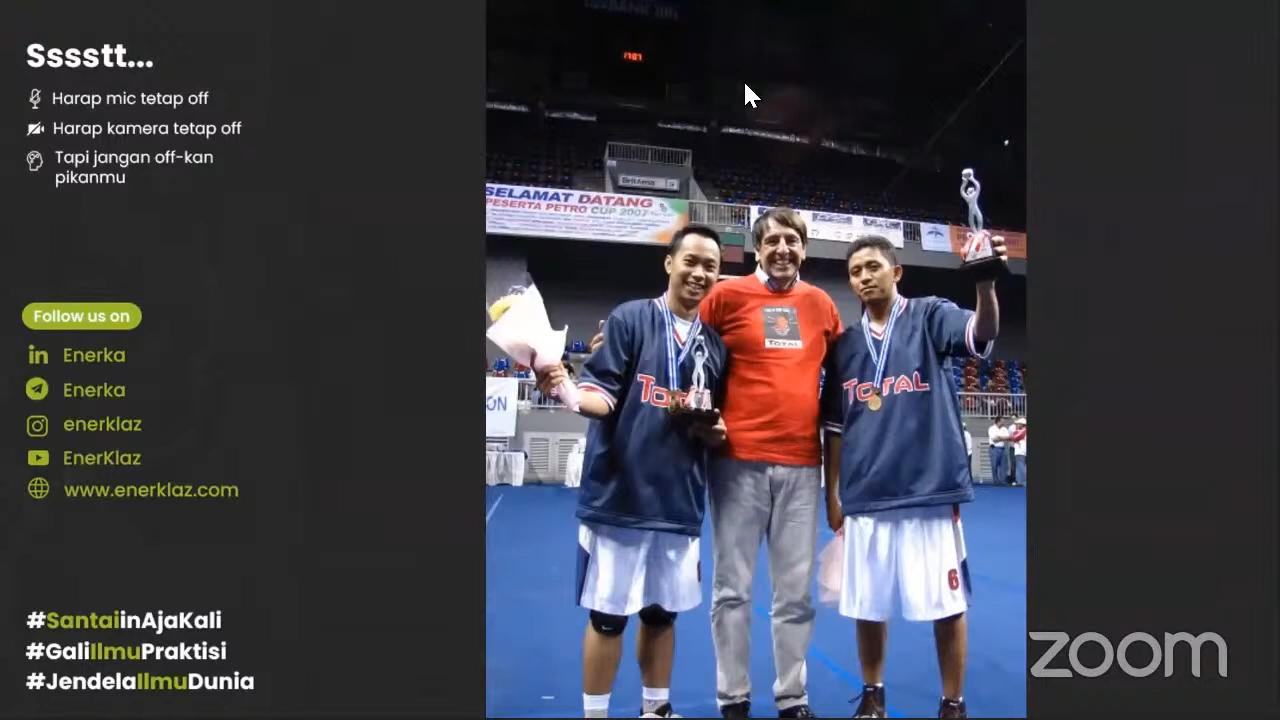 Sssstt...
Harap mic tetap off
Harap kamera tetap off
Tapi jangan off-kan
pikanmu
Follow us on
Enerka
Enerka
enerklaz
EnerKlaz
www.enerklaz.com
#SantaiinAjaKali
#GaliIlmuPraktisi
#JendelaIlmuDunia
BritAma
SELAMAT DATANG
PESERTA PETRO CUP 2007
TOTAL
TOTAL
TOTAL
ON
6
zoom